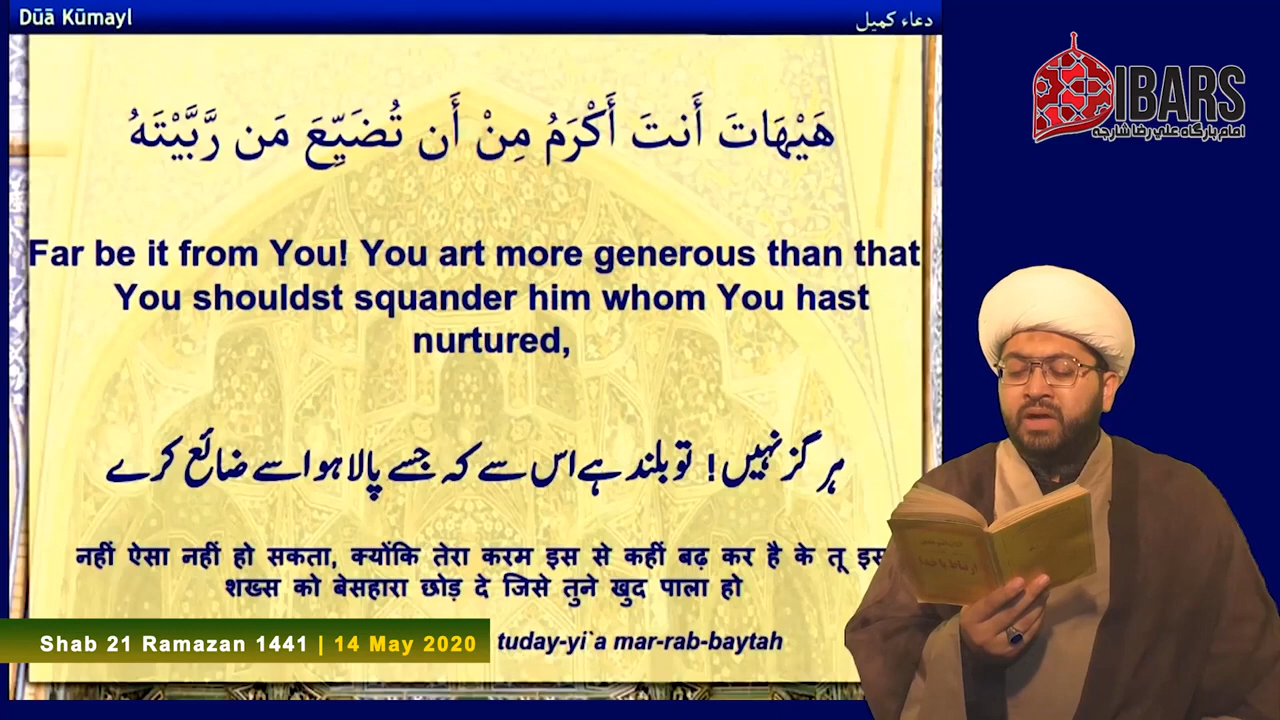 Dūā Kūmayl
دعاء كميل
IBARS
امام بارگاه علي رضا شارجه
هَيْهَاتَ أَنتَ أَكْرَمُ مِنْ أَن تُضَيِّعَ مَن رَّبَّيْتَهُ
Far be it from You! You art more generous than that
You shouldst squander him whom You hast
nurtured,
ہر گز نہیں! تو بلند ہے اس سے کہ جسے پالا ہو اسے ضائع کرے
नहीं ऐसा नहीं हो सकता, क्योंकि तेरा करम इस से कहीं बढ़ कर है के तू इस
शख्स को बेसहारा छोड़ दे जिसे तुने खुद पाला हो
Shab 21 Ramazan 1441 | 14 May 2020
tuday-yi`a mar-rab-baytah